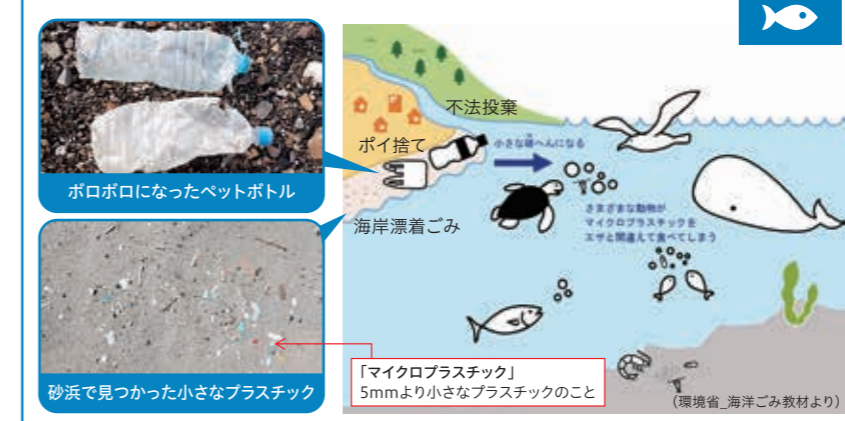 ボロボロになったペットボトル
不法投棄
ポイ捨て
海岸漂着ごみ
小さな破へんになる
さまざまな動物が
マイクロプラスチックを
エサと間違えて食べてしまう
砂浜で見つかった小さなプラスチック
「マイクロプラスチック」
5mmより小さなプラスチックのこと
(環境省_海洋ごみ教材より)